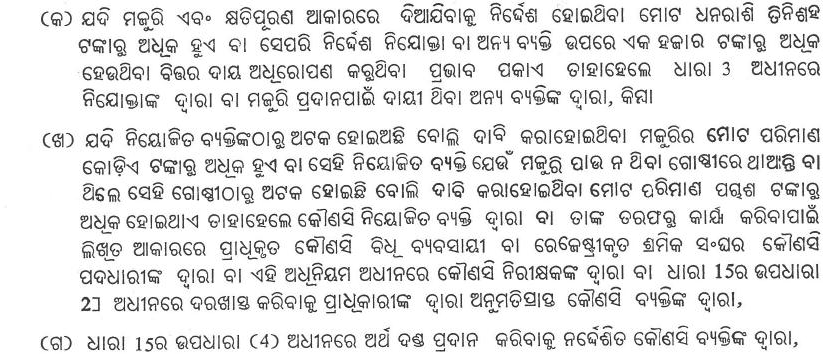 (କ) ଯଦି ମଜୁରି ଏବଂ କ୍ଷତିପୂରଣ ଆକାରରେ ଦିଆଯିବାକୁ ନିର୍ଦ୍ଦେଶ ହୋଇଥିବା ମୋଟ ଧନରାଶି ତିନିଶହ
ଟଙ୍କାରୁ ଅଧିକ ହୁଏ ବା ସେପରି ନିର୍ଦ୍ଦେଶ ନିଯୋକ୍ତା ବା ଅନ୍ୟ ବ୍ୟକ୍ତି ଉପରେ ଏକ ହଜାର ଟଙ୍କାରୁ ଅଧିକ
ହେଉଥିବା ବିତ୍ତର ଦାୟ ଅଧିରୋପଣ କରୁଥିବା ପ୍ରଭାବ ପକାଏ ତାହାହେଲେ ଧାରା 3 ଅଧୀନରେ
ନିଯୋକ୍ତାଙ୍କ ଦ୍ୱାରା ବା ମଜୁରି ପ୍ରଦାନପାଇଁ ଦାୟୀ ଥିବା ଅନ୍ୟ ବ୍ୟକ୍ତିଙ୍କ ଦ୍ୱାରା, କିମ୍ବା
(ଖ) ଯଦି ନିୟୋଜିତ ବ୍ୟକ୍ତିଙ୍କଠାରୁ ଅଟକ ହୋଇଅଛି ବୋଲି ଦାବି କରାହୋଇଥିବା ମଜୁରିର ମୋଟ ପରିମାଣ
କୋଡ଼ିଏ ଟଙ୍କାରୁ ଅଧିକ ହୁଏ ବା ସେହି ନିୟୋଜିତ ବ୍ୟକ୍ତି ଯେଉଁ ମଜୁରି ପାଉ ନ ଥିବା ଗୋଷ୍ଠୀରେ ଥାଆନ୍ତି ବା
ଥିଲେ ସେହି ଗୋଷ୍ଠୀଠାରୁ ଅଟକ ହୋଇଛି ବୋଲି ଦାବି କରାହୋଇଥିବା ମୋଟ ପରିମାଣ ପଚାଶ ଟଙ୍କାରୁ
ଅଧିକ ହୋଇଥାଏ ତାହାହେଲେ କୌଣସି ନିୟୋଜିତ ବ୍ୟକ୍ତି ଦ୍ୱାରା ବା ତାଙ୍କ ତରଫରୁ କାର୍ଯ୍ୟ କରିବାପାଇଁ
ଲିଖିତ ଆକାରରେ ପ୍ରାଧିକୃତ କୌଣସି ବିଧି ବ୍ୟବସାୟୀ ବା ରେଜେଷ୍ଟ୍ରୀକୃତ ଶ୍ରମିକ ସଂଘର କୌଣସି
ପଦଧାରୀଙ୍କ ଦ୍ୱାରା ବା ଏହି ଅଧିନିୟମ ଅଧୀନରେ କୌଣସି ନିରୀକ୍ଷକଙ୍କ ଦ୍ୱାରା ବା ଧାରା 15ର ଉପଧାରା
2] ଅଧୀନରେ ଦରଖାସ୍ତ କରିବାକୁ ପ୍ରାଧିକାରୀଙ୍କ ଦ୍ୱାରା ଅନୁମତିପ୍ରାପ୍ତ କୌଣସି ବ୍ୟକ୍ତିଙ୍କ ଦ୍ୱାରା,
(ଗ) ଧାରା 15ର ଉପଧାରା (4) ଅଧୀନରେ ଅର୍ଥ ଦଣ୍ଡ ପ୍ରଦାନ କରିବାକୁ ନର୍ଦ୍ଦେଶିତ କୌଣସି ବ୍ୟକ୍ତିଙ୍କ ଦ୍ୱାରା,